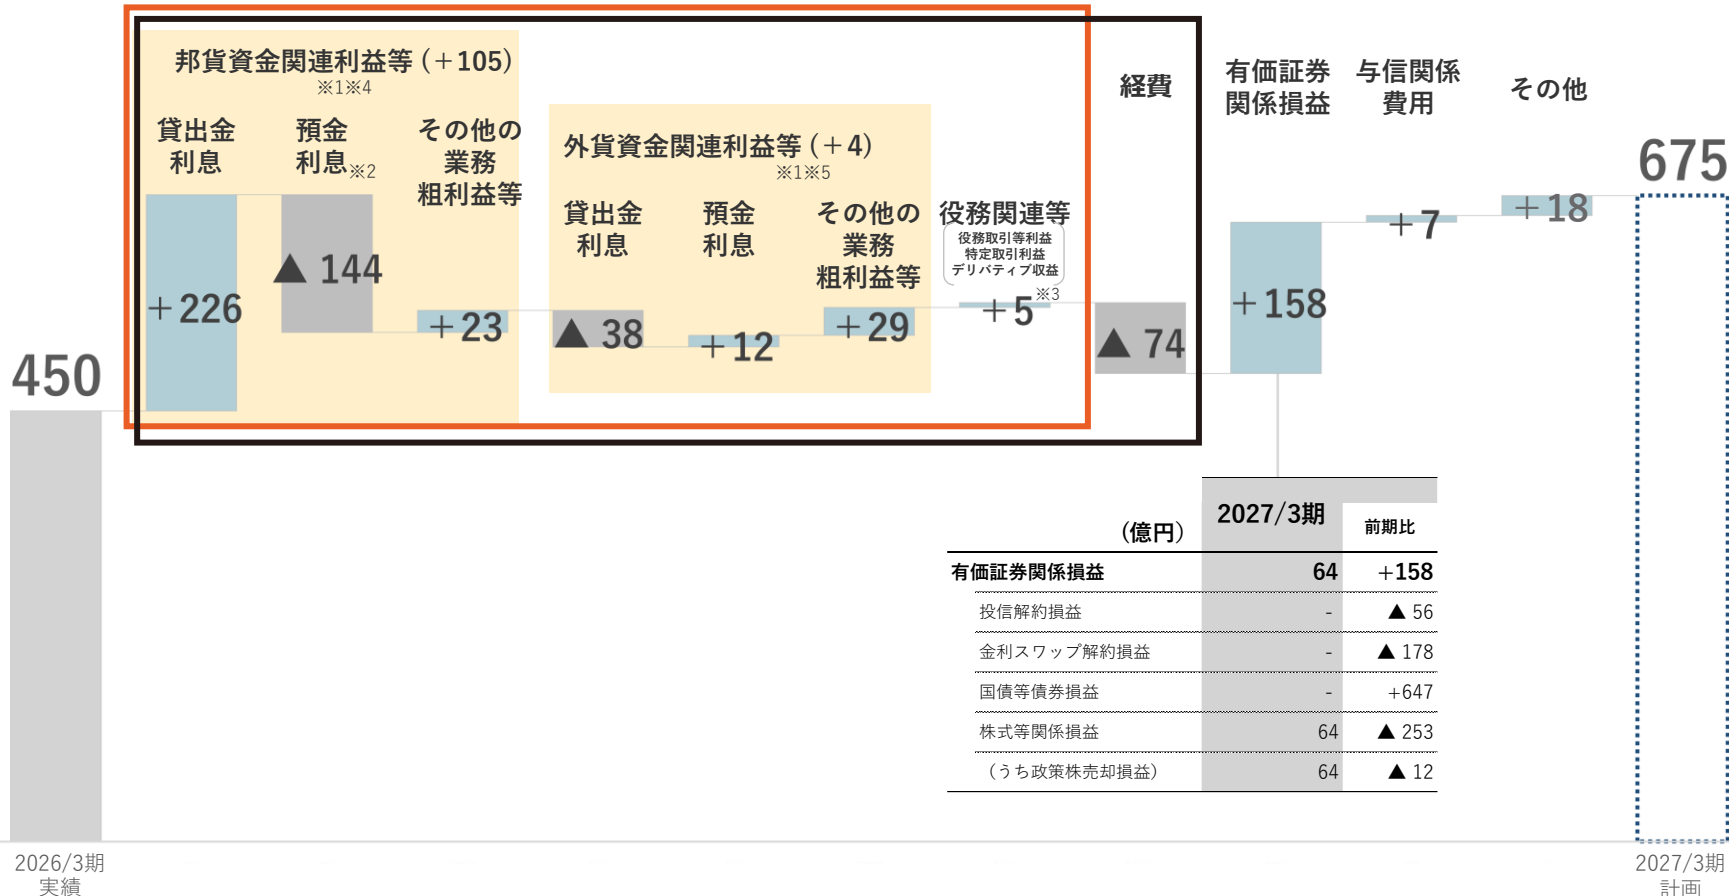 邦貨資金関連利益等（＋105）
※1※4
貸出金
利息
預金
利息※2
その他の
業務
粗利益等
外貨資金関連利益等（＋4）
※1※5
貸出金
利息
預金
利息
その他の
業務
粗利益等
役務関連等
役務取引等利益
特定取引利益
デリバティブ収益
※3
経費
有価証券
関係損益
与信関係
費用
その他
450
＋226
▲ 144
＋23
▲ 38
＋12
＋29
＋5
▲ 74
＋158
＋7
＋18
675
（億円） 2027/3期 前期比
有価証券関係損益 64 +158
投信解約損益 - ▲ 56
金利スワップ解約損益 - ▲ 178
国債等債券損益 - +647
株式等関係損益 64 ▲ 253
（うち政策株売却損益） 64 ▲ 12
2026/3期
実績
2027/3期
計画